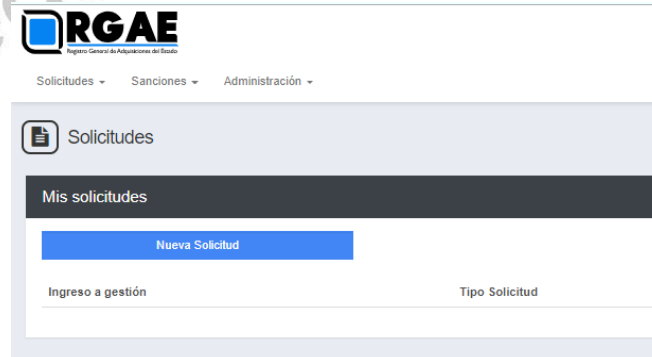 RGAE
Registro General de Adquisiciones del Estado
Solicitudes Sanciones Administración
Solicitudes
Mis solicitudes
Nueva Solicitud
Ingreso a gestión Tipo Solicitud